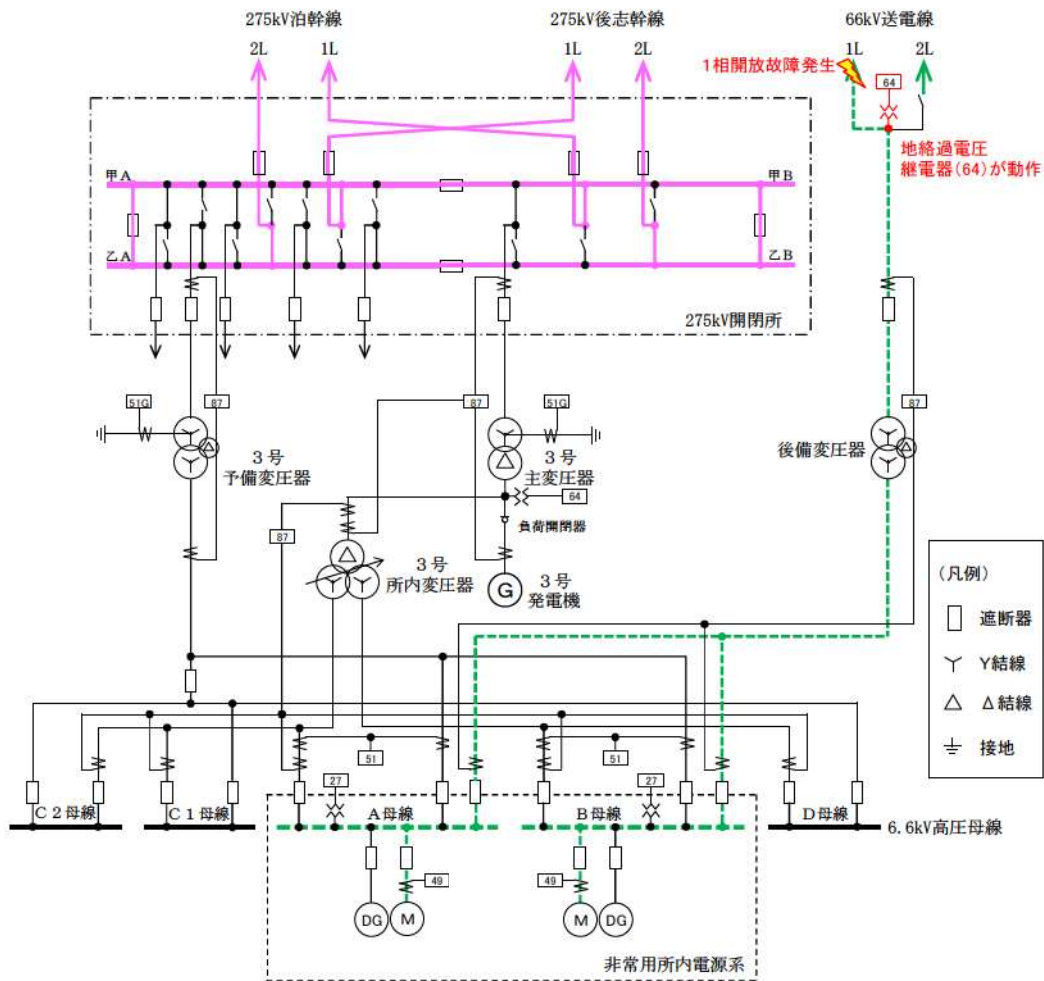 275kV泊幹線
275kV後志幹線
66kV送電線
2L
1L
1L
2L
1L
2L
1相開放故障発生
64
地絡過電圧
継電器(64)が動作
甲A
甲B
乙A
乙B
275kV開閉所
51G
87
87
51G
87
3号
予備変圧器
3号
主変圧器
後備変圧器
64
負荷開閉器
87
3号
所内変圧器
G
3号
発電機
(凡例)
遮断器
Y結線
Δ結線
接地
51
51
27
27
C2母線
C1母線
A母線
B母線
D母線
6.6kV高圧母線
49
49
DG
M
M
DG
非常用所内電源系